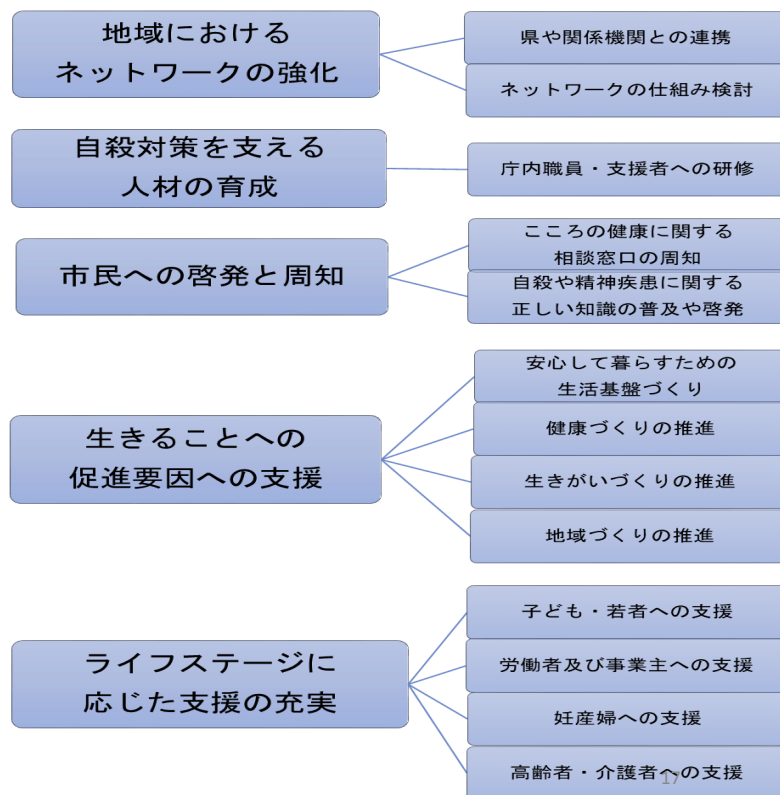 地域における
ネットワークの強化
県や関係機関との連携
ネットワークの仕組み検討
自殺対策を支える
人材の育成
庁内職員・支援者への研修
市民への啓発と周知
こころの健康に関する
相談窓口の周知
自殺や精神疾患に関する
正しい知識の普及や啓発
生きることへの
促進要因への支援
安心して暮らすための
生活基盤づくり
健康づくりの推進
生きがいづくりの推進
地域づくりの推進
ライフステージに
応じた支援の充実
子ども・若者への支援
労働者及び事業主への支援
妊産婦への支援
高齢者・介護者への支援
17